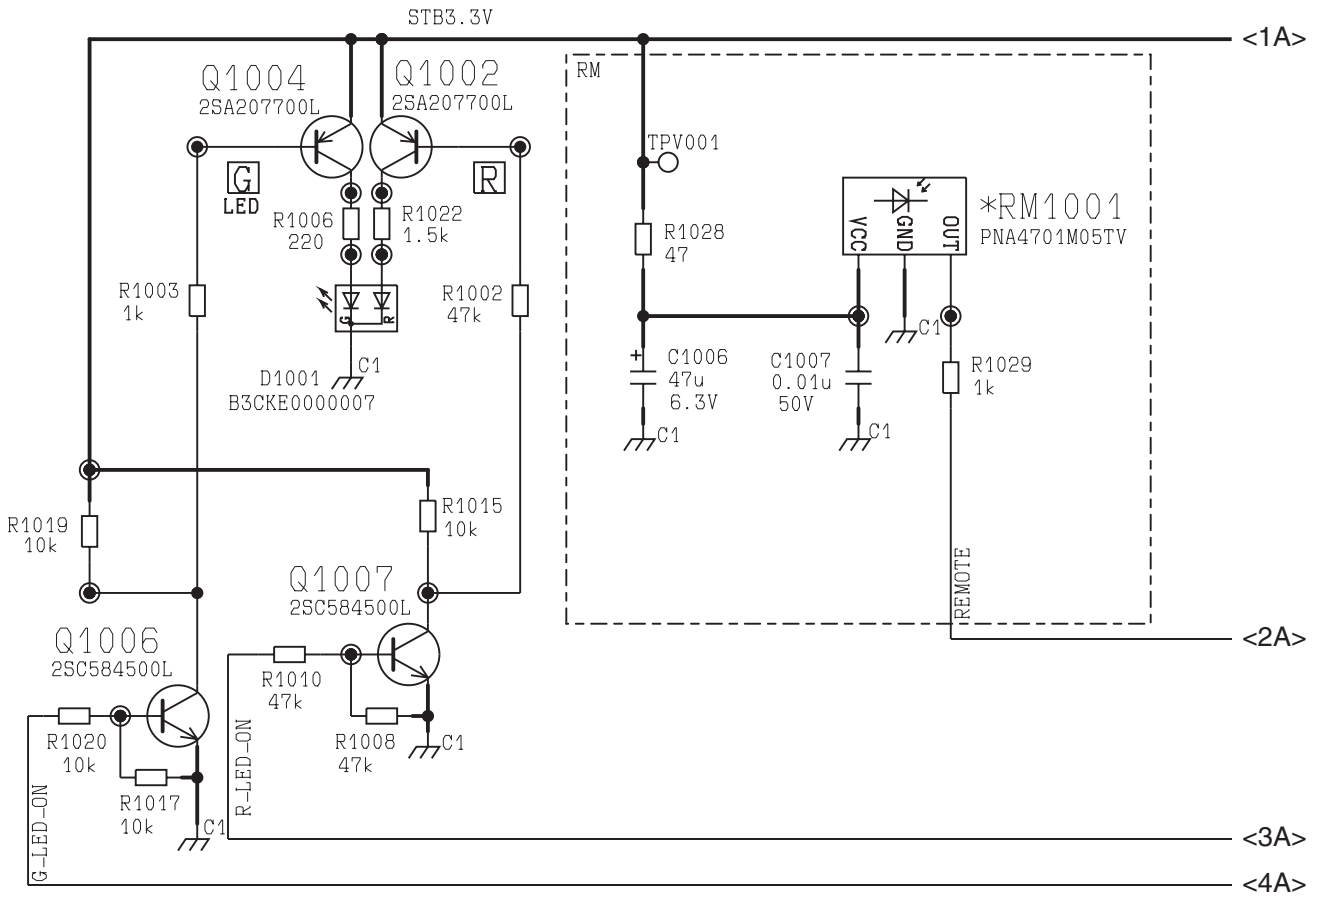 STB3.3V
<1A>
Q1004
2SA207700L
Q1002
2SA207700L
RM
TPV001
G
LED
R
R1006
220
R1022
1.5k
R1028
47
VCC
GND
OUT
*RM1001
PNA4701M05TV
R1003
1k
R1002
47k
G
R
C1
D1001
B3CKE0000007
C1
C1006
47u
6.3V
C1
C1007
0.01u
50V
C1
R1029
1k
R1019
10k
R1015
10k
Q1007
2SC584500L
REMOTE
<2A>
Q1006
2SC584500L
R1010
47k
R1008
47k
C1
R1020
10k
R1017
10k
C1
R-LED-ON
G-LED-ON
<3A>
<4A>